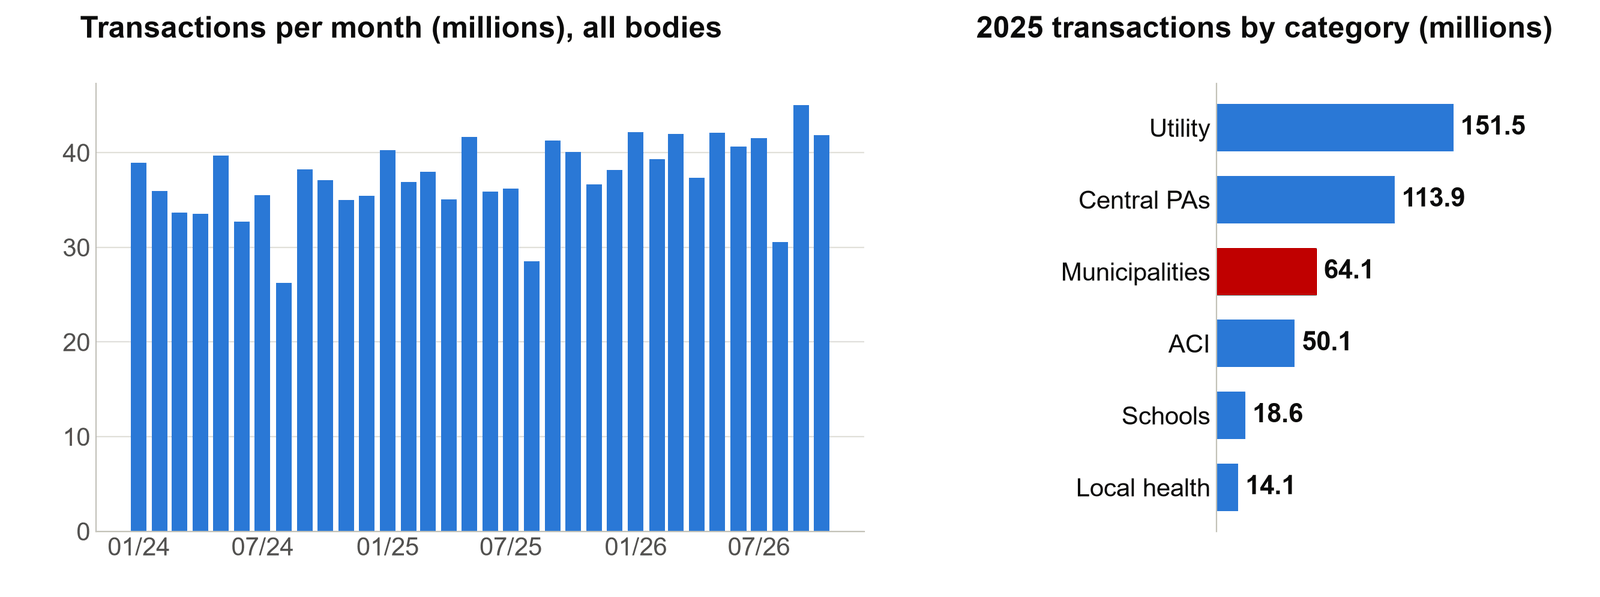 Transactions per month (millions), all bodies
40
30
20
10
0
01/24 07/24 01/25 07/25 01/26 07/26
2025 transactions by category (millions)
Utility 151.5
Central PAs 113.9
Municipalities 64.1
ACI 50.1
Schools 18.6
Local health 14.1